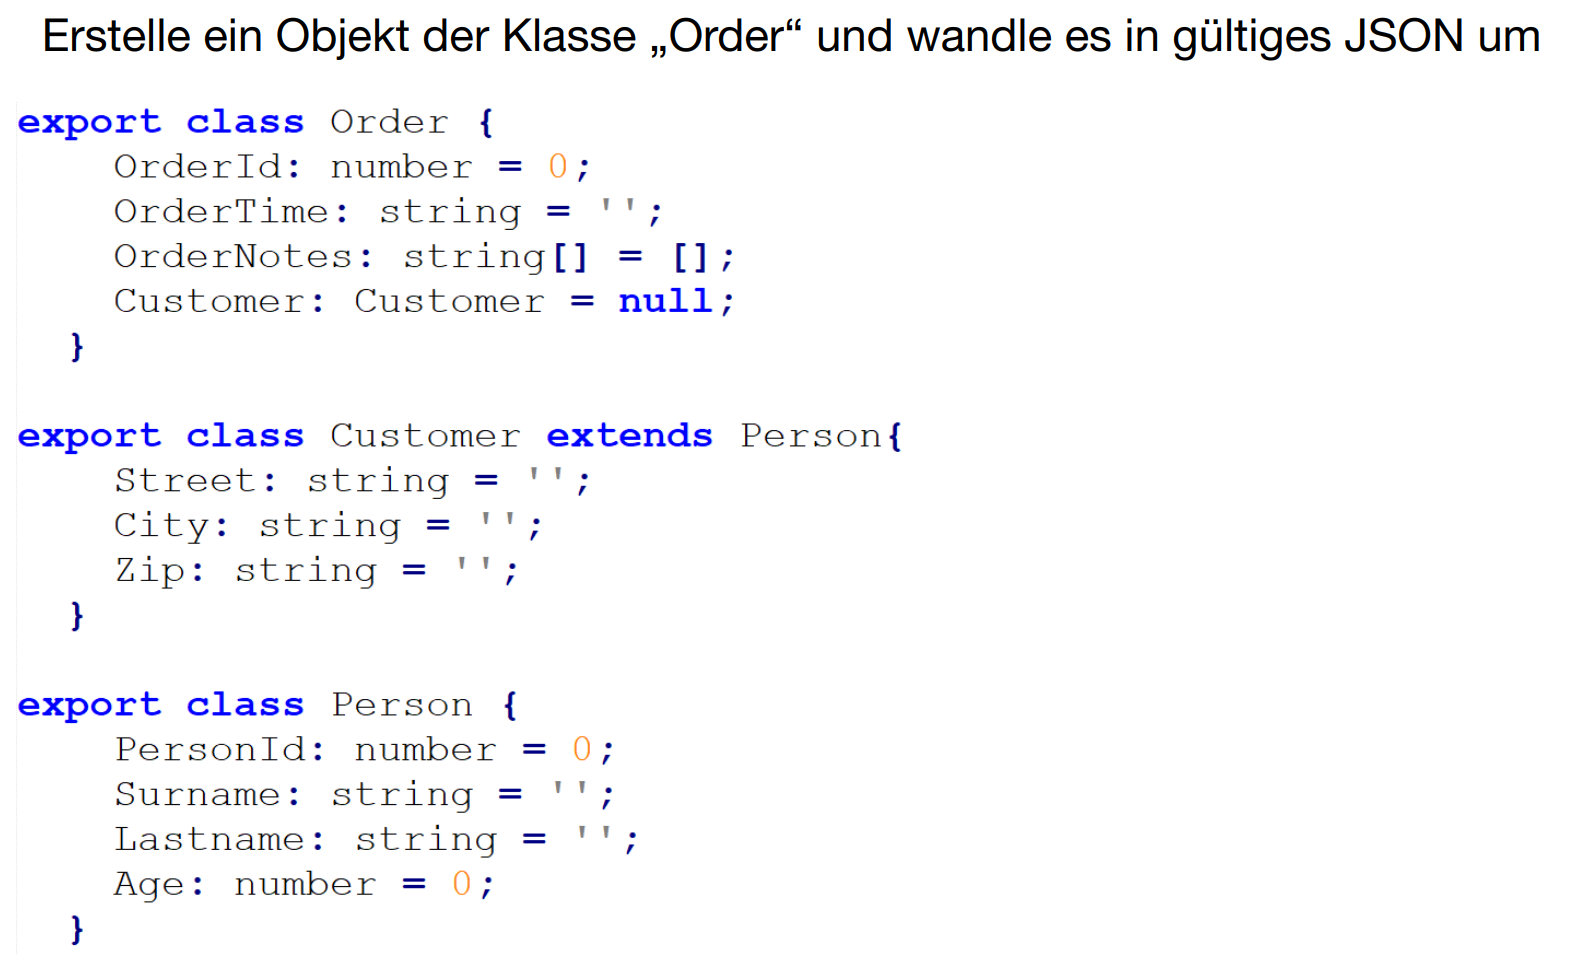 Erstelle ein Objekt der Klasse „Order“ und wandle es in gültiges JSON um
export class Order {
OrderId: number = 0;
OrderTime: string = '';
OrderNotes: string[] = [];
Customer: Customer = null;
}
export class Customer extends Person{
Street: string = '';
City: string = '';
Zip: string = '';
}
export class Person {
PersonId: number = 0;
Surname: string = '';
Lastname: string = '';
Age: number = 0;
}